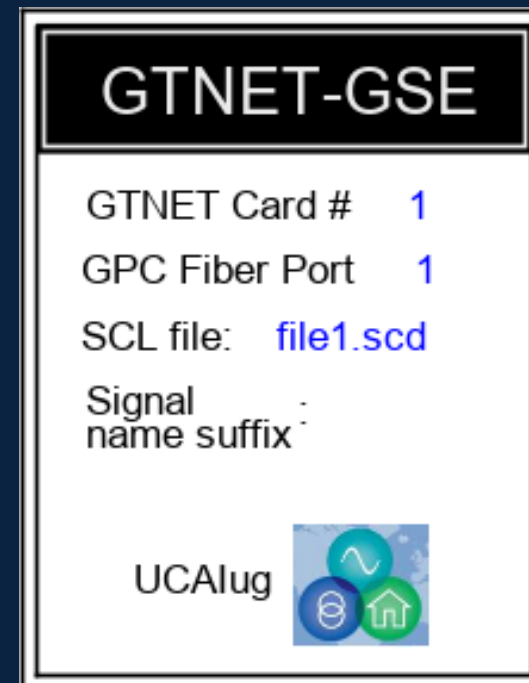 GTNET-GSE
GTNET Card # 1
GPC Fiber Port 1
SCL file: file1.scd
Signal
name suffix :
UCAIug